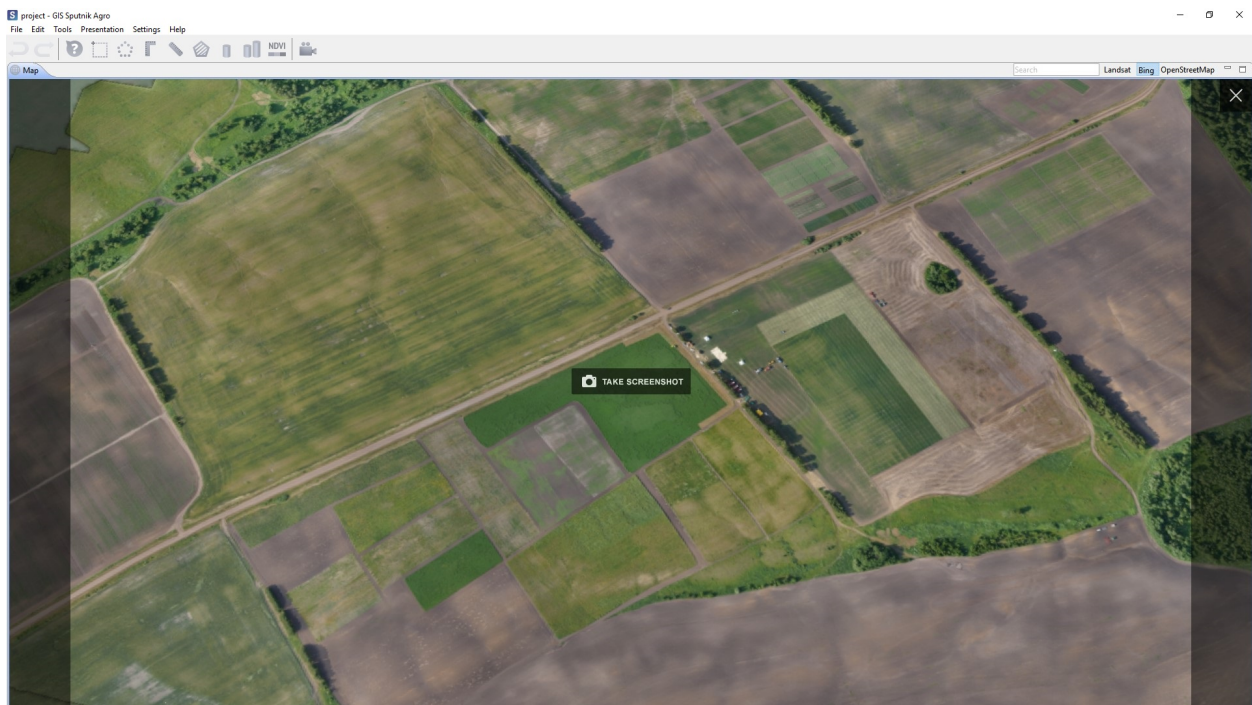 S project - GIS Sputnik Agro
File Edit Tools Presentation Settings Help
NDVI
Map
Search
Landsat Bing OpenStreetMap
TAKE SCREENSHOT